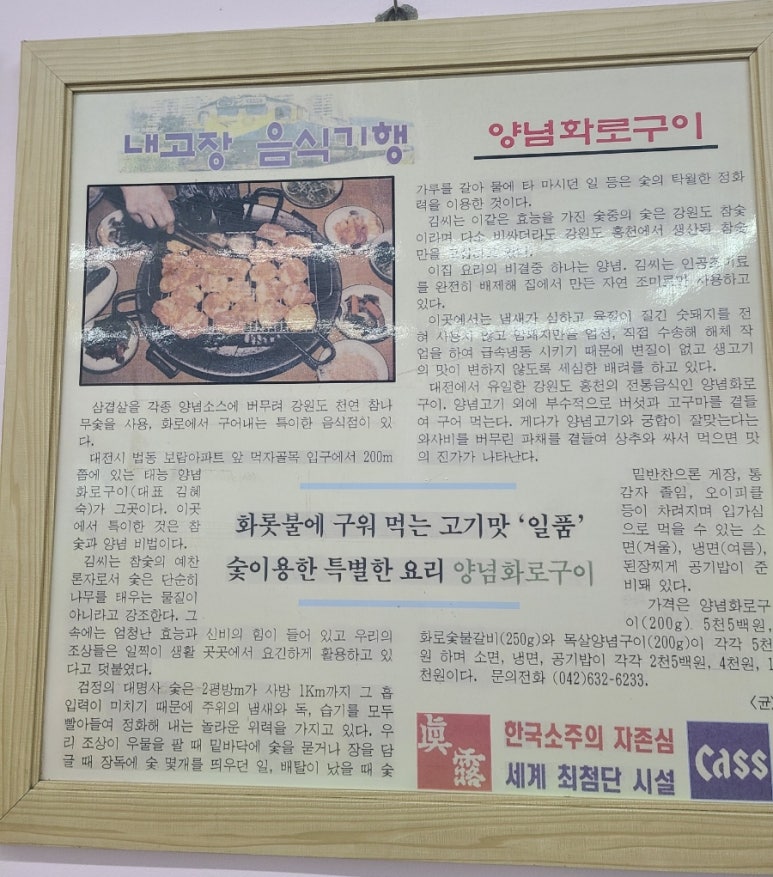 내고장 음식기행
양념화로구이
삼겹살을 각종 양념소스에 버무려 강원도 천연 참나
무숯을 사용, 화로에서 구어내는 특이한 음식점이 있
다.
대전시 법동 보람아파트 앞 먹자골목 입구에서 200m
쯤에 있는 태능 양념
화로구이(대표 김혜
숙)가 그곳이다. 이곳
에서 특이한 것은 참
숯과 양념 비법이다.
김씨는 참숯의 예찬
론자로서 숯은 단순히
나무를 태우는 물질이
아니라고 강조한다. 그
속에는 엄청난 효능과 신비의 힘이 들어 있고 우리의
조상들은 일찍이 생활 곳곳에서 요긴하게 활용하고 있
다고 덧붙였다.
검정의 대명사 숯은 2평방m가 사방 1Km까지 그 흡
입력이 미치기 때문에 주위의 냄새와 독, 습기를 모두
빨아들여 정화해 내는 놀라운 위력을 가지고 있다. 우
리 조상이 우물을 팔 때 밑바닥에 숯을 묻거나 장을 담
글 때 장독에 숯 몇개를 띄우던 일, 배탈이 났을 때 숯
화롯불에 구워 먹는 고기맛 ‘일품’
숯이용한 특별한 요리 양념화로구이
가루를 갈아 물에 타 마시던 일 등은 숯의 탁월한 정화
력을 이용한 것이다.
김씨는 이같은 효능을 가진 숯중의 숯은 강원도 참숯
이라며 다소 비싸더라도 강원도 홍천에서 생산된 참숯
만을
이집 요리의 비결중 하나는 양념. 김씨는
를 완전히 배제해 집에서 만든 자연 사용하고
있다.
이곳에서는 냄새가 심하고 육질이 질긴 숫돼지를 전
혀 사용치 않고 암퇘지만을 엄선, 직접 수송해 해체 작
업을 하여 급속냉동 시키기 때문에 변질이 없고 생고기
의 맛이 변하지 않도록 세심한 배려를 하고 있다.
대전에서 유일한 강원도 홍천의 전통음식인 양념화로
구이. 양념고기 외에 부수적으로 버섯과 고구마를 곁들
여 구어 먹는다. 게다가 양념고기와 궁합이 잘맞는다는
와사비를 버무린 파채를 곁들여 상추와 싸서 먹으면 맛
의 진가가 나타난다.
밑반찬으론 게장, 통
감자 졸임, 오이피클
등이 차려지며 입가심
으로 먹을 수 있는 소
면(겨울), 냉면(여름),
된장찌게 공기밥이 준
비돼 있다.
가격은 양념화로구
이(200g) 5천5백원,
화로숯불갈비(250g)와 목살양념구이(200g)이 각각 5천
원 하며 소면, 냉면, 공기밥이 각각 2천5백원, 4천원, 1
천원이다. 문의전화 (042)632-6233.
眞露
한국소주의 자존심
세계 최첨단 시설
Cass